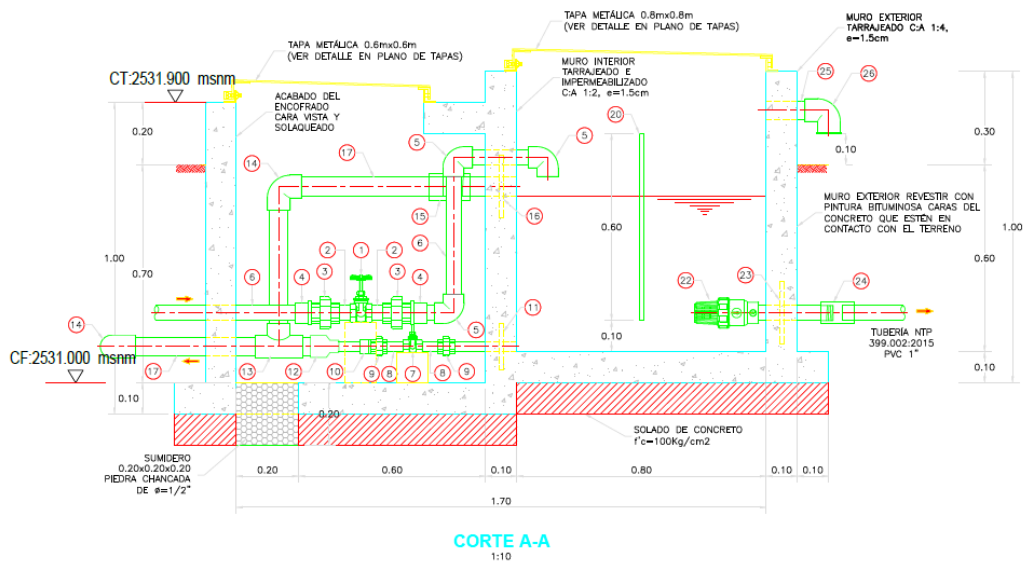 TAPA METÁLICA 0.8mx0.8m
(VER DETALLE EN PLANO DE TAPAS)
MURO EXTERIOR
TARRAJEADO C:A 1:4,
e=1.5cm
TAPA METÁLICA 0.6mx0.6m
(VER DETALLE EN PLANO DE TAPAS)
MURO INTERIOR
TARRAJEADO E
IMPERMEABILIZADO
C:A 1:2, e=1.5cm
CT:2531.900 msnm
ACABADO DEL
ENCOFRADO
CARA VISTA Y
SOLAQUEADO
25
26
20
5
5
17
14
0.20
0.30
0.10
15
16
MURO EXTERIOR REVESTIR CON
PINTURA BITUMINOSA CARAS DEL
CONCRETO QUE ESTÉN EN
CONTACTO CON EL TERRENO
1.00
0.70
0.60
1.00
0.60
6
2
1
2
6
4
3
3
4
22
23
24
11
5
14
0.10
TUBERÍA NTP
399.002:2015
PVC 1"
CF:2531.000 msnm
17
13
12
10
9
8
7
8
9
0.10
0.10
0.20
SOLADO DE CONCRETO
f'c=100Kg/cm2
SUMIDERO
0.20x0.20x0.20
PIEDRA CHANCADA
DE ø=1/2"
0.20
0.60
0.10
0.80
0.10
0.10
1.70
CORTE A-A
1:10